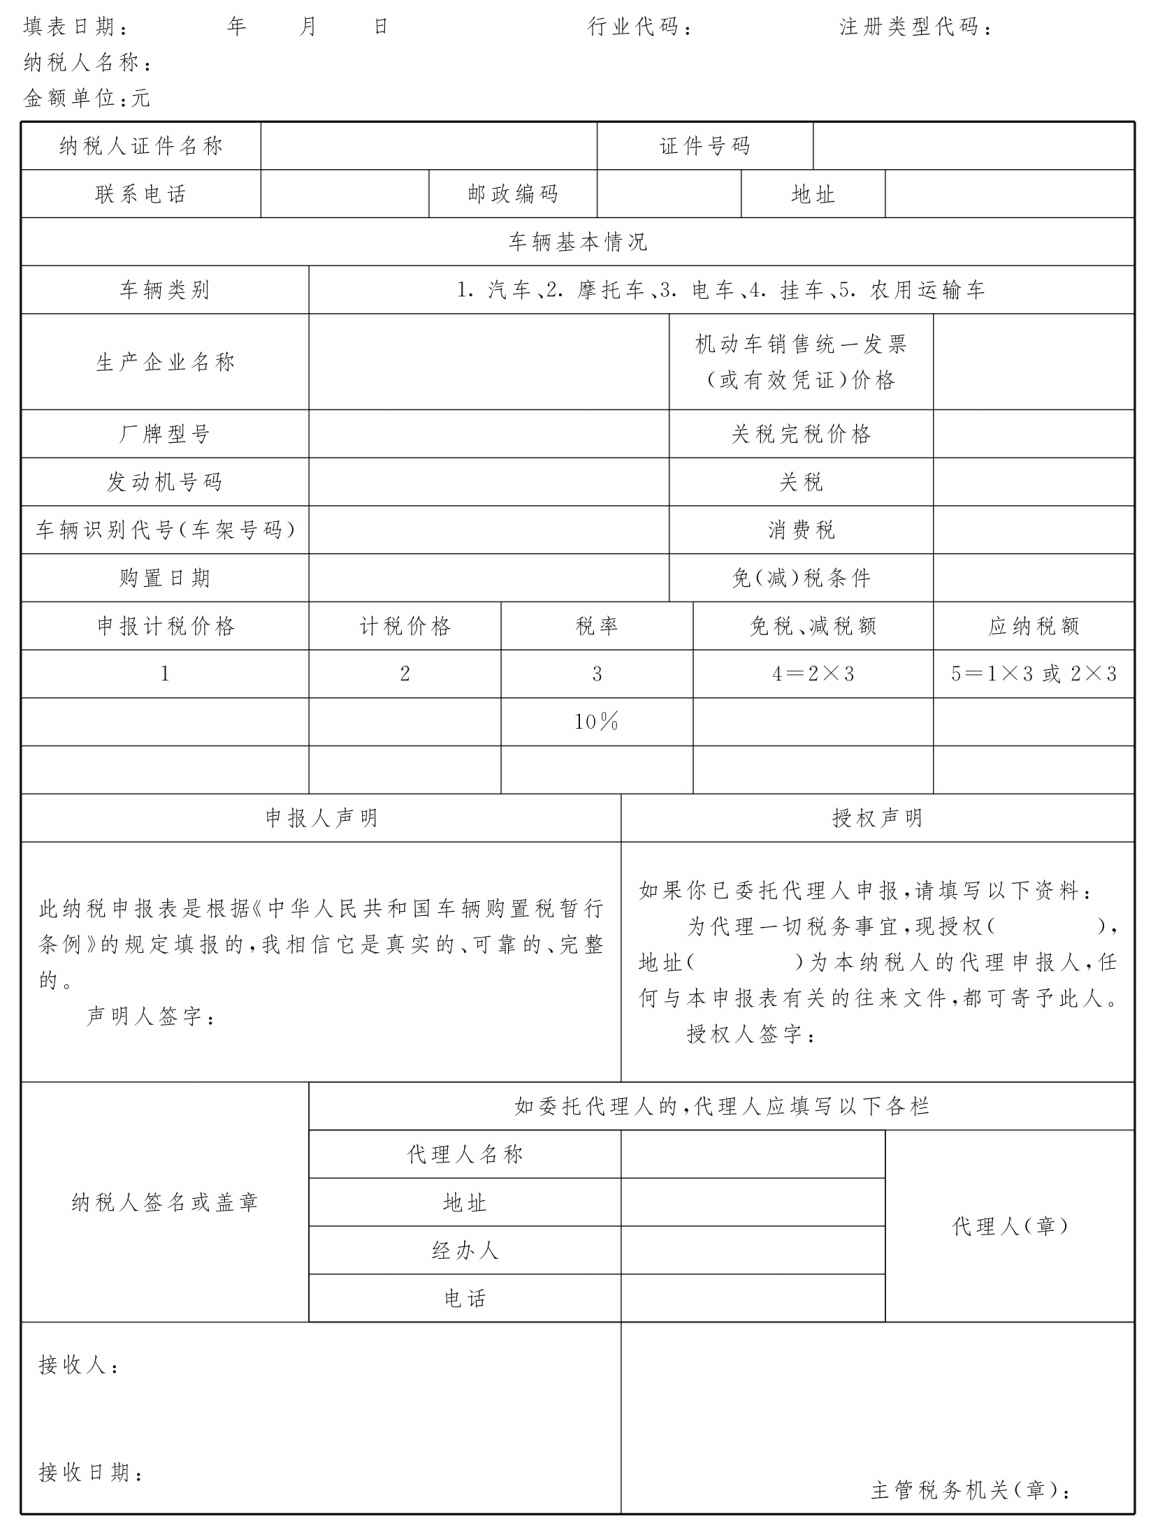 填表日期： 年 月 日 行业代码： 注册类型代码：
纳税人名称：
金额单位：元
纳税人证件名称 证件号码
联系电话 邮政编码 地址
车辆基本情况
车辆类别 1. 汽车、2. 摩托车、3. 电车、4. 挂车、5. 农用运输车
生产企业名称 机动车销售统一发票
（或有效凭证）价格
厂牌型号 关税完税价格
发动机号码 关税
车辆识别代号（车架号码） 消费税
购置日期 免（减）税条件
申报计税价格 计税价格 税率 免税、减税额 应纳税额
1 2 3 4＝2×3 5＝1×3 或 2×3
10％
申报人声明 授权声明
此纳税申报表是根据《中华人民共和国车辆购置税暂行
条例》的规定填报的，我相信它是真实的、可靠的、完整
的。
声明人签字：
如果你已委托代理人申报，请填写以下资料：
为代理一切税务事宜，现授权（ ），
地址（ ）为本纳税人的代理申报人，任
何与本申报表有关的往来文件，都可寄予此人。
授权人签字：
纳税人签名或盖章
如委托代理人的，代理人应填写以下各栏
代理人名称
地址
经办人
电话
代理人（章）
接收人：
接收日期：
主管税务机关（章）：